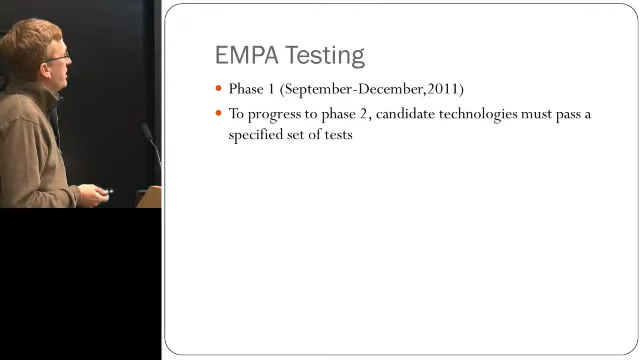 EMPA Testing
Phase 1 (September-December,2011)
To progress to phase 2, candidate technologies must pass a
specified set of tests